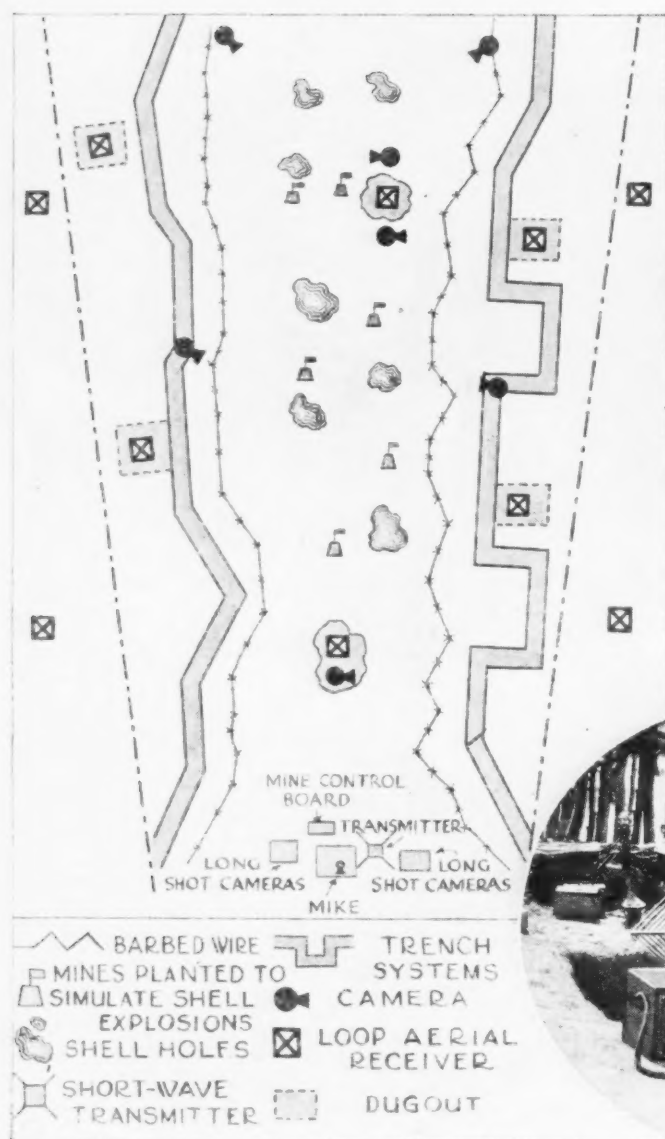 MINE CONTROL
BOARD
TRANSMITTER
LONG
SHOT CAMERAS
MIKE
LONG
SHOT CAMERAS
BARBED WIRE
MINES PLANTED TO
SIMULATE SHELL
EXPLOSIONS
SHELL HOLES
SHORT-WAVE
TRANSMITTER
TRENCH
SYSTEMS
CAMERA
LOOP AERIAL
RECEIVER
DUGOUT